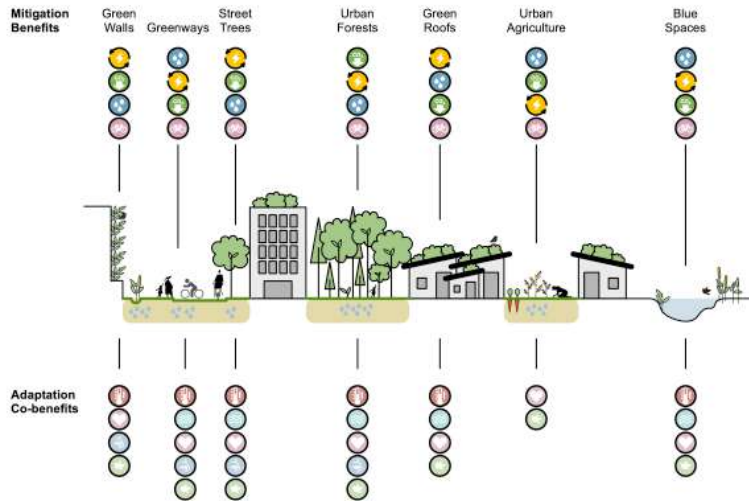 Mitigation
Benefits
Green
Walls
Greenways
Street
Trees
Urban
Forests
Green
Roofs
Urban
Agriculture
Blue
Spaces
Adaptation
Co-benefits